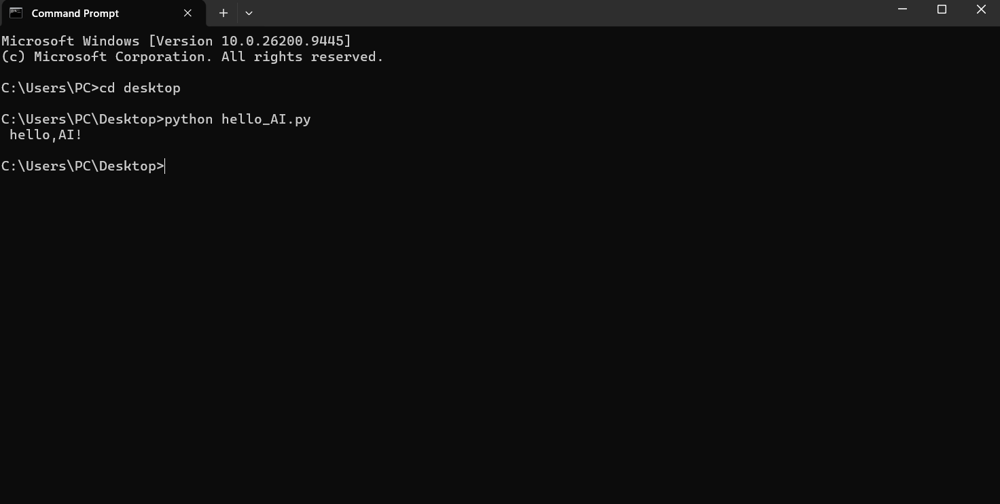 Command Prompt
Microsoft Windows [Version 10.0.26200.9445]
(c) Microsoft Corporation. All rights reserved.
C:\Users\PC>cd desktop
C:\Users\PC\Desktop>python hello_AI.py
 hello,AI!
C:\Users\PC\Desktop>